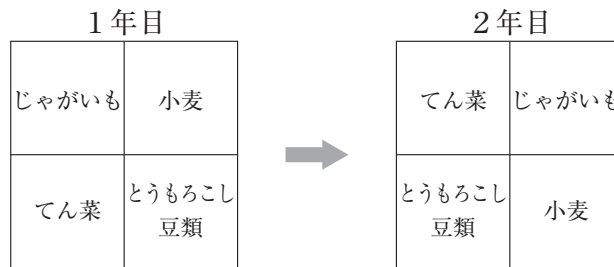 １年目
じゃがいも
小麦
てん菜
とうもろこし
豆類
２年目
てん菜
じゃがいも
とうもろこし
豆類
小麦